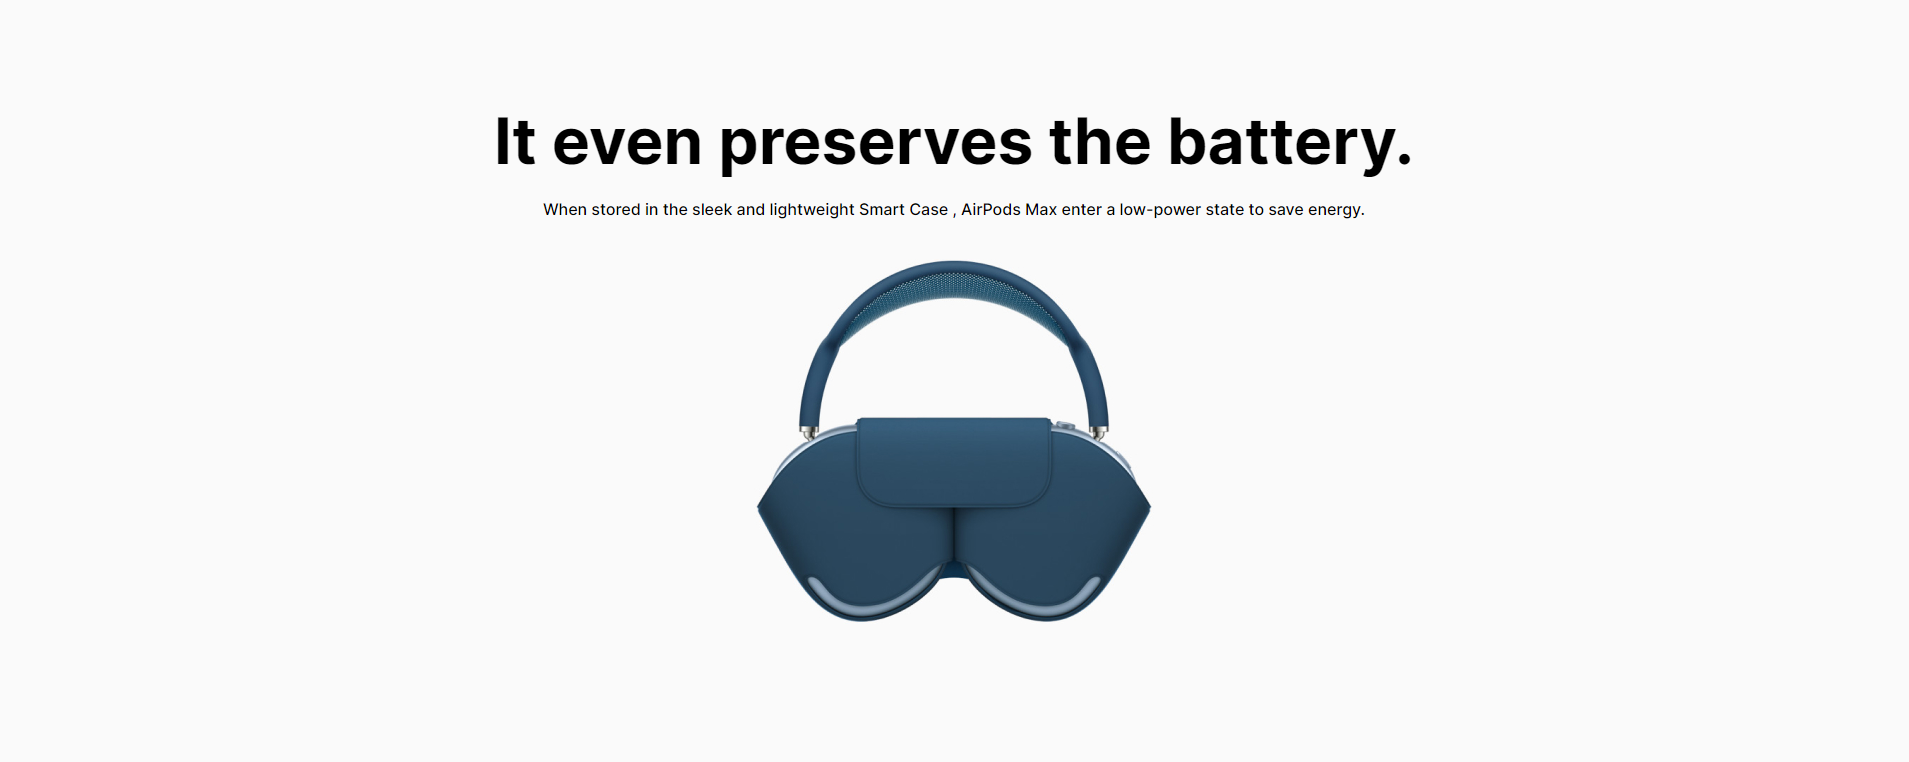 It even preserves the battery.
When stored in the sleek and lightweight Smart Case , AirPods Max enter a low-power state to save energy.